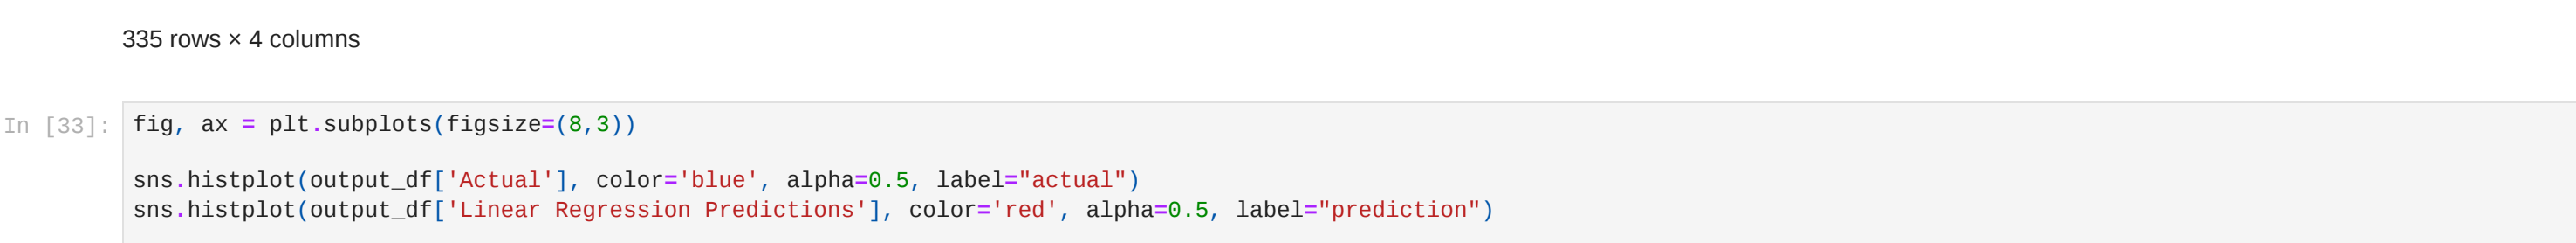 335 rows × 4 columns
In [33]: fig, ax = plt.subplots(figsize=(8,3))
sns.histplot(output_df['Actual'], color='blue', alpha=0.5, label="actual")
sns.histplot(output_df['Linear Regression Predictions'], color='red', alpha=0.5, label="prediction")